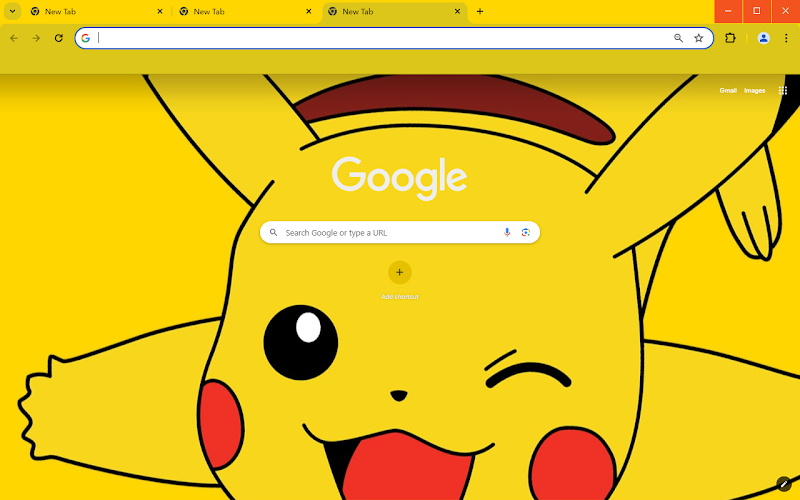 New Tab
New Tab
New Tab
Gmail Images
Google
Search Google or type a URL
Add shortcut